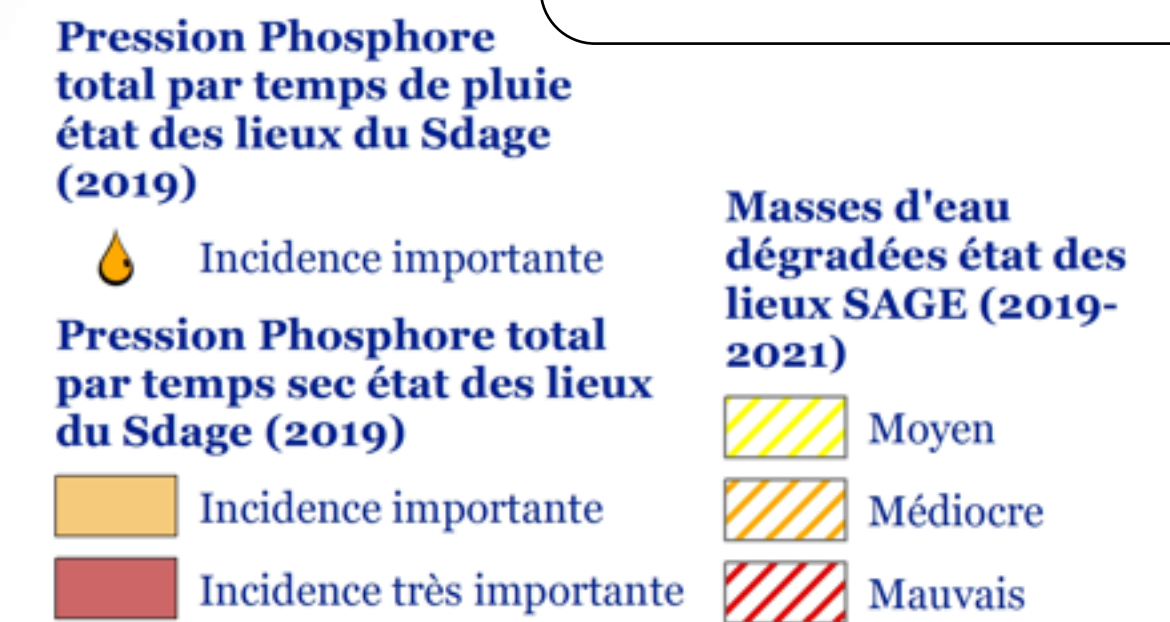 Pression Phosphore
total par temps de pluie
état des lieux du Sdage
(2019)
Incidence importante
Pression Phosphore total
par temps sec état des lieux
du Sdage (2019)
Incidence importante
Incidence très importante
Masses d'eau
dégradées état des
lieux SAGE (2019-
2021)
Moyen
Médiocre
Mauvais